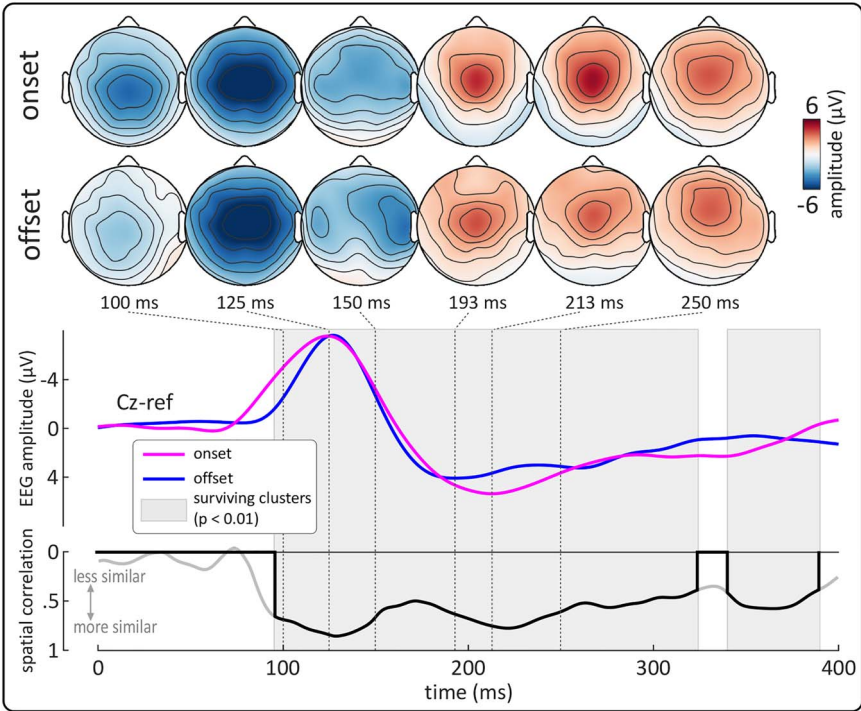 onset
6
-6
amplitude (µV)
offset
100 ms
125 ms
150 ms
193 ms
213 ms
250 ms
EEG amplitude (µV)
-4
0
4
Cz-ref
onset
offset
surviving clusters
(p < 0.01)
spatial correlation
0
.5
1
less similar
more similar
0
100
200
300
400
time (ms)